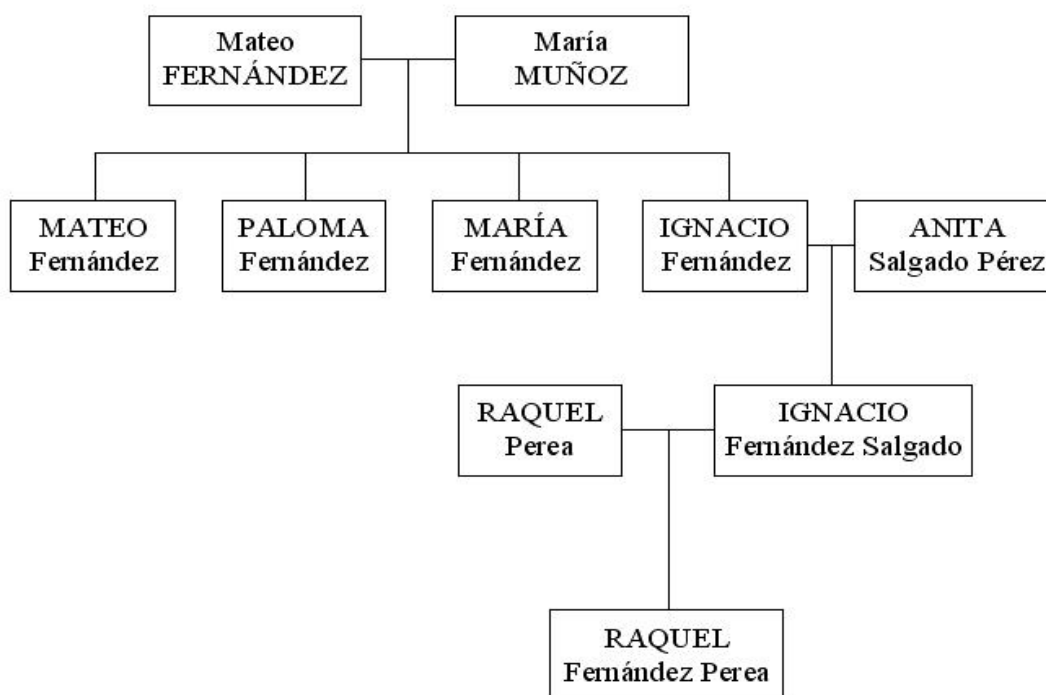 Mateo
FERNÁNDEZ
María
MUÑOZ
MATEO
Fernández
PALOMA
Fernández
MARÍA
Fernández
IGNACIO
Fernández
ANITA
Salgado Pérez
RAQUEL
Perea
IGNACIO
Fernández Salgado
RAQUEL
Fernández Perea